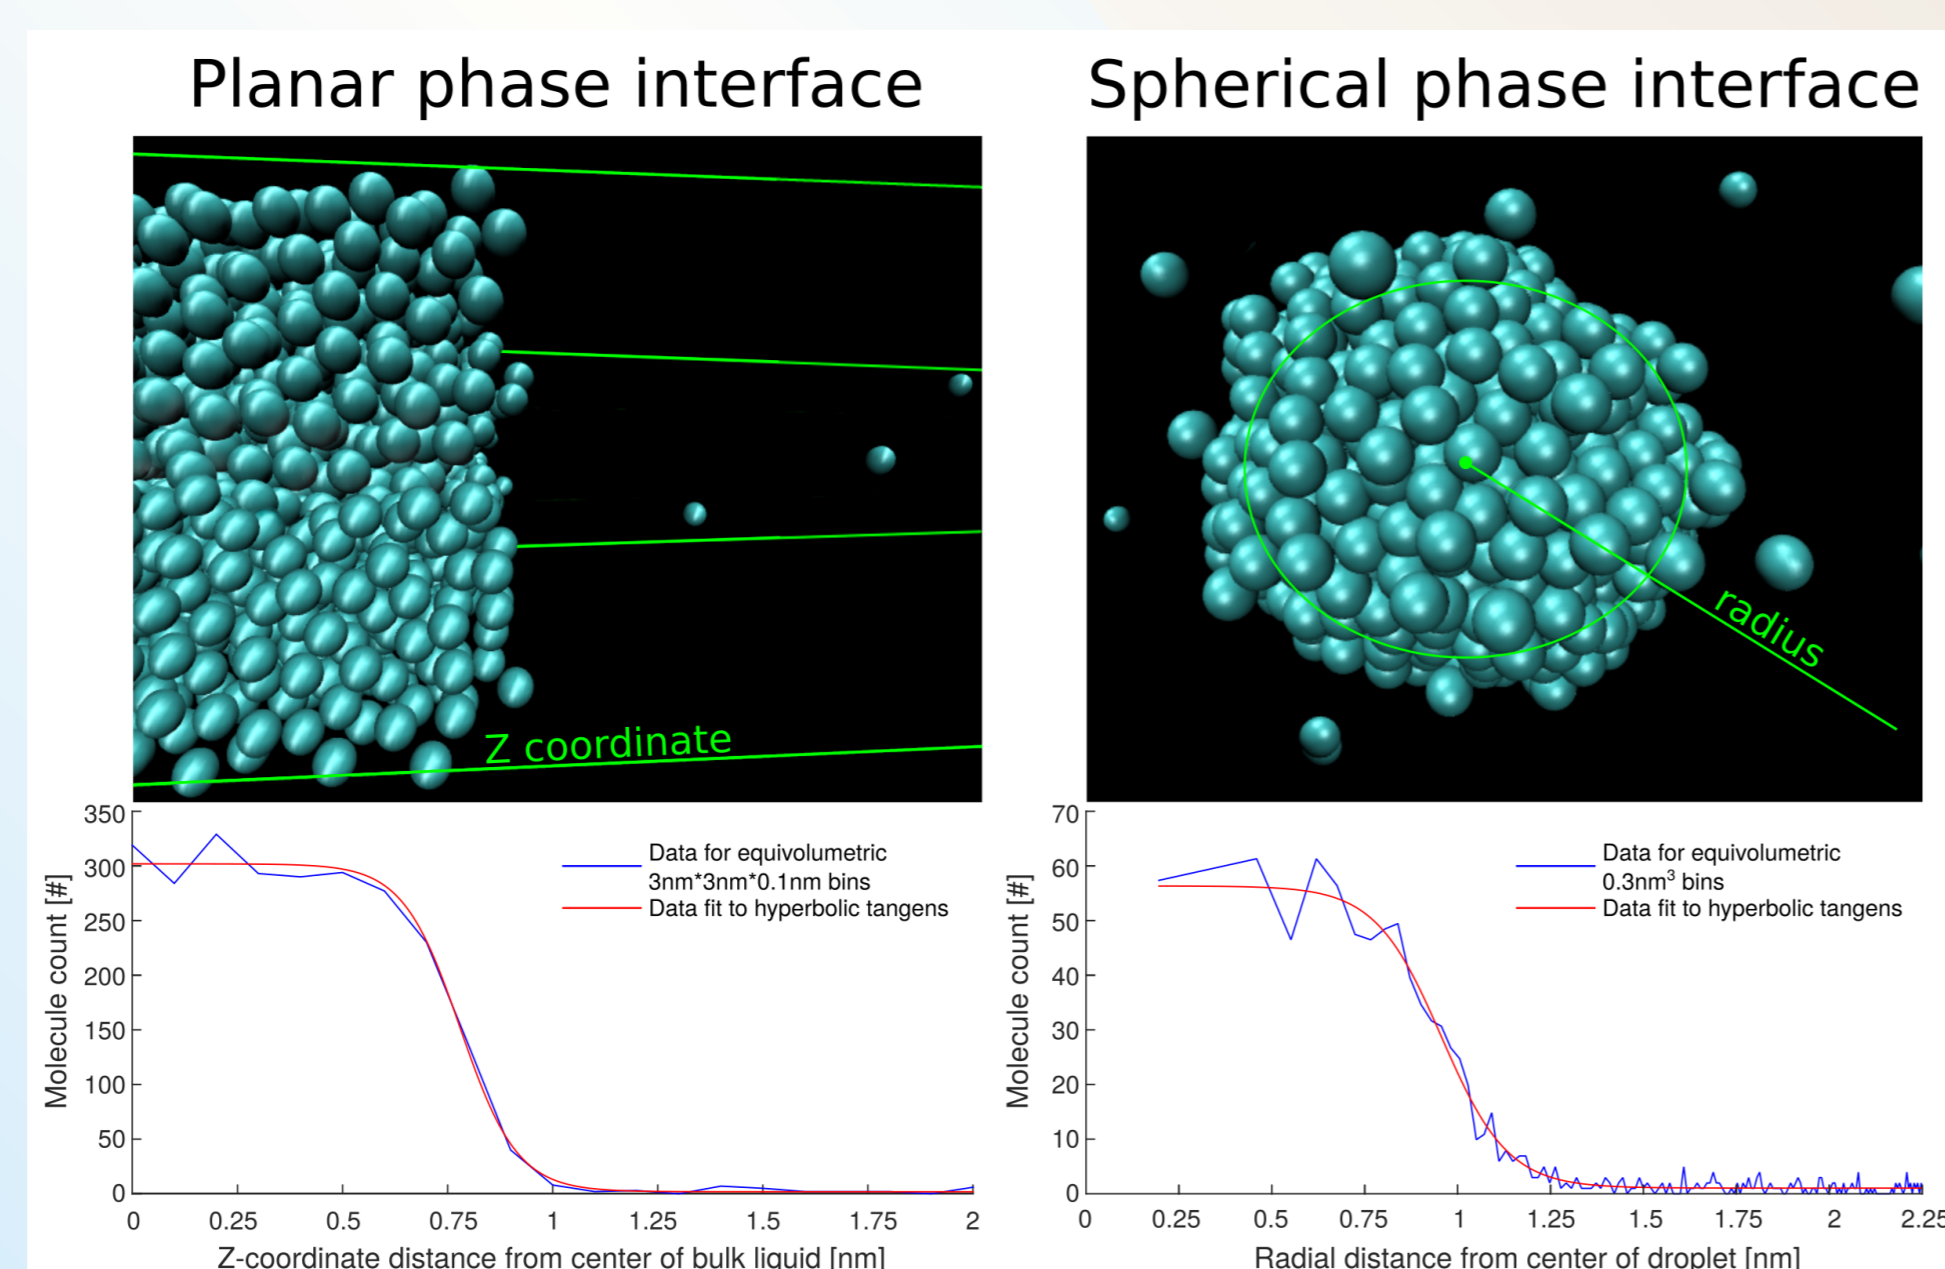 Planar phase interface
Z coordinate
350
300
250
200
150
100
50
0
Molecule count [#]
Data for equivolumetric
3nm*3nm*0.1nm bins
Data fit to hyperbolic tangens
0 0.25 0.5 0.75 1 1.25 1.5 1.75 2
Z-coordinate distance from center of bulk liquid [nm]
Spherical phase interface
radius
70
60
50
40
30
20
10
0
Molecule count [#]
Data for equivolumetric
0.3nm³ bins
Data fit to hyperbolic tangens
0 0.25 0.5 0.75 1 1.25 1.5 1.75 2 2.25
Radial distance from center of droplet [nm]